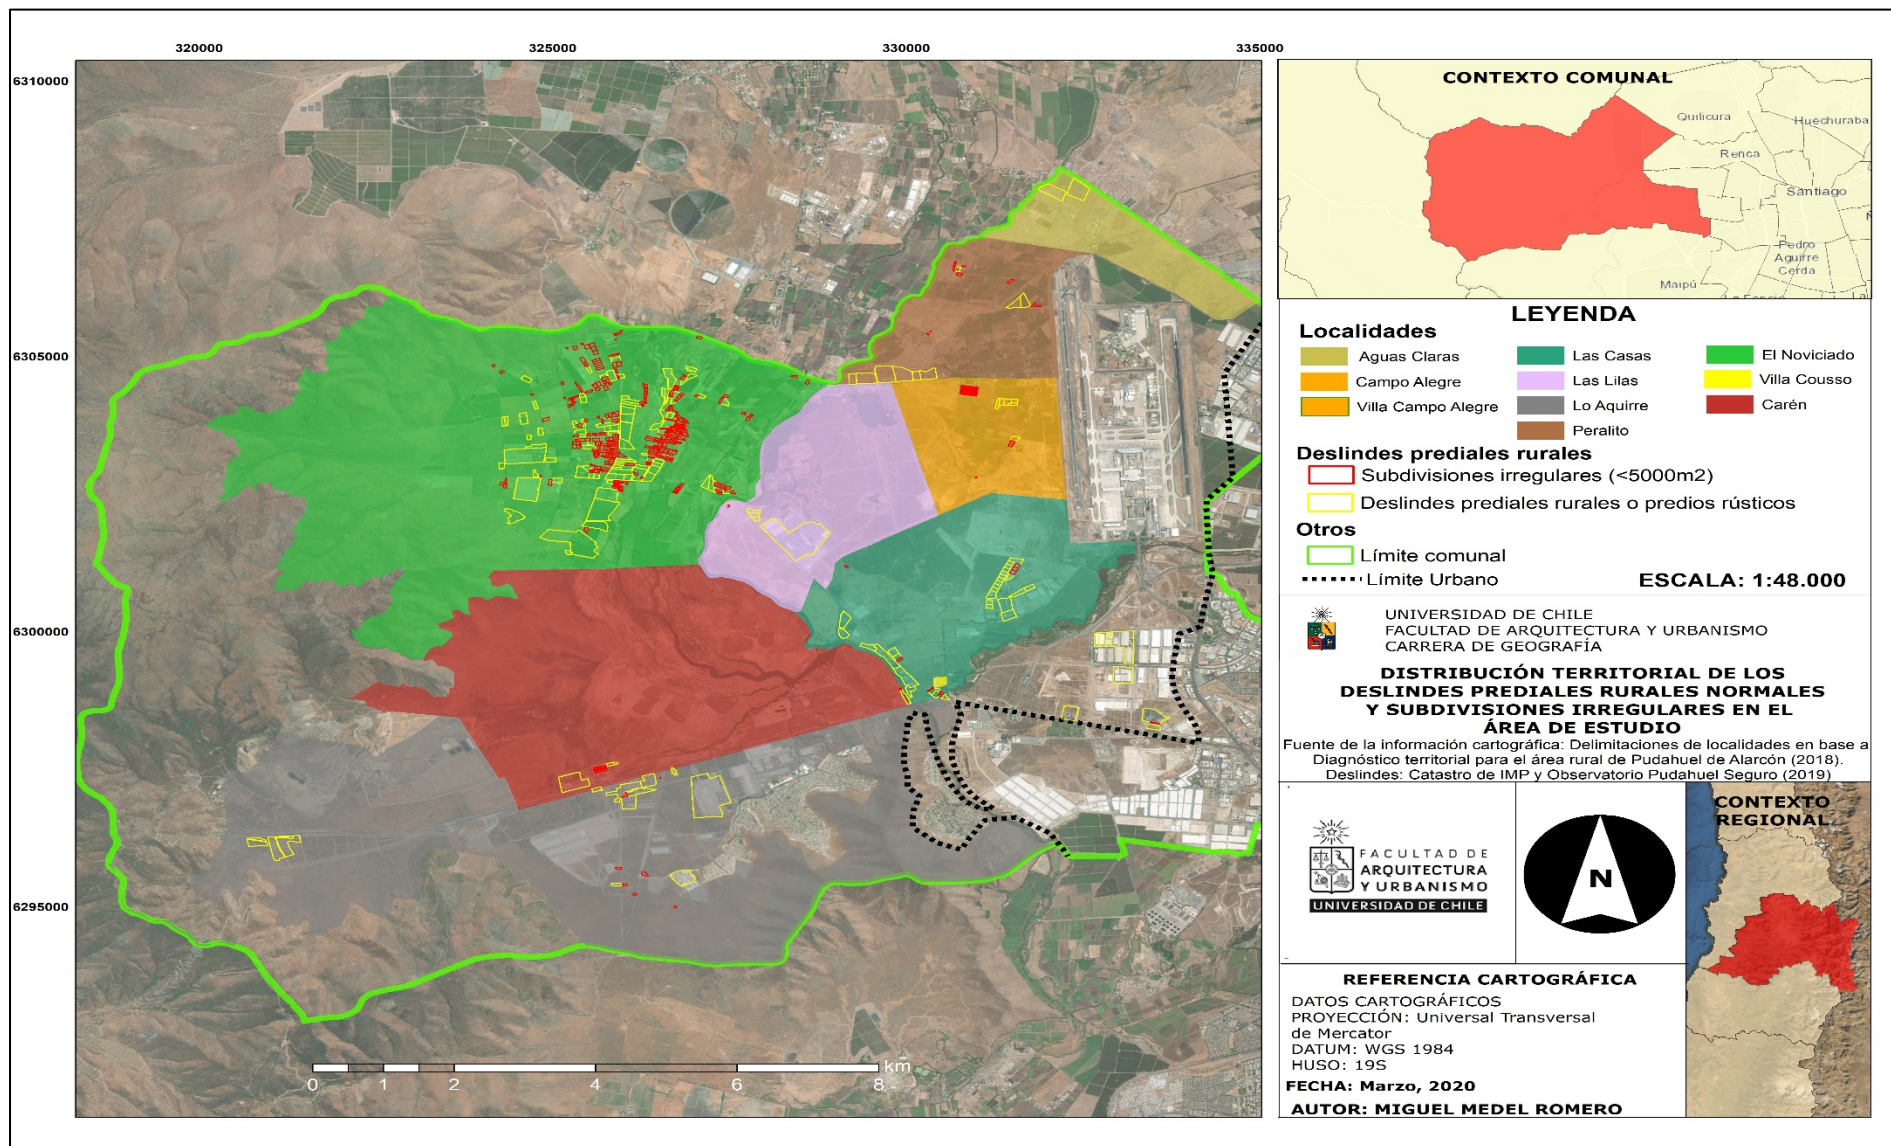 320000
325000
330000
335000
6310000
6305000
6300000
6295000
0 1 2 4 6 8
km
CONTEXTO COMUNAL
Quilicura
Huechuraba
Renca
Santiago
Pedro
Aguirre
Cerda
Maipú
LEYENDA
Localidades
Aguas Claras
Campo Alegre
Villa Campo Alegre
Las Casas
Las Lilas
Lo Aquirre
Peralito
El Noviciado
Villa Cousso
Carén
Deslindes prediales rurales
Subdivisiones irregulares (<5000m2)
Deslindes prediales rurales o predios rústicos
Otros
Límite comunal
Límite Urbano
ESCALA: 1:48.000
UNIVERSIDAD DE CHILE
FACULTAD DE ARQUITECTURA Y URBANISMO
CARRERA DE GEOGRAFÍA
DISTRIBUCIÓN TERRITORIAL DE LOS
DESLINDES PREDIALES RURALES NORMALES
Y SUBDIVISIONES IRREGULARES EN EL
ÁREA DE ESTUDIO
Fuente de la información cartográfica: Delimitaciones de localidades en base a
Diagnóstico territorial para el área rural de Pudahuel de Alarcón (2018).
Deslindes: Catastro de IMP y Observatorio Pudahuel Seguro (2019)
FACULTAD DE
ARQUITECTURA
Y URBANISMO
UNIVERSIDAD DE CHILE
N
CONTEXTO
REGIONAL
REFERENCIA CARTOGRÁFICA
DATOS CARTOGRÁFICOS
PROYECCIÓN: Universal Transversal
de Mercator
DATUM: WGS 1984
HUSO: 19S
FECHA: Marzo, 2020
AUTOR: MIGUEL MEDEL ROMERO